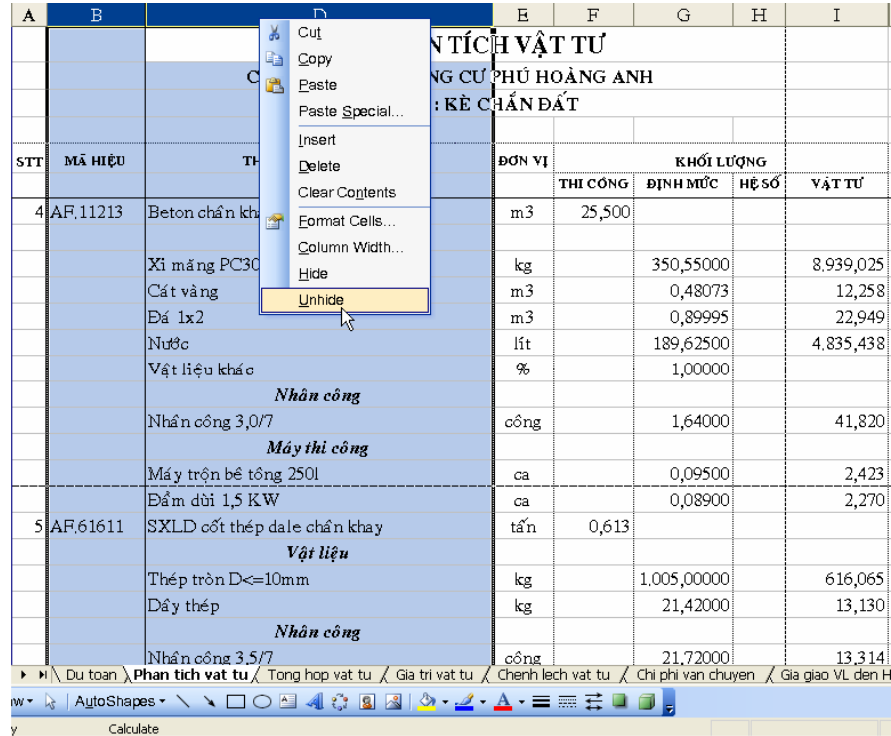 A B D E F G H I
N TÍCH VẬT TƯ
C NG CƯ PHÚ HOÀNG ANH
: KÈ CHẮN ĐẤT
Cut
Copy
Paste
Paste Special...
Insert
Delete
Clear Contents
Format Cells...
Column Width...
Hide
Unhide
STT MÃ HIỆU TH ĐƠN VỊ KHỐI LƯỢNG
THI CÔNG ĐỊNH MỨC HỆ SỐ VẬT TƯ
4 AF.11213 Beton chân kh m3 25,500
Xi măng PC30 kg 350,55000 8.939,025
Cát vàng m3 0,48073 12,258
Đá 1x2 m3 0,89995 22,949
Nước lít 189,62500 4.835,438
Vật liệu khác % 1,00000
Nhân công
Nhân công 3,0/7 công 1,64000 41,820
Máy thi công
Máy trộn bê tông 250l ca 0,09500 2,423
Đầm dùi 1,5 KW ca 0,08900 2,270
5 AF.61611 SXLD cốt thép dale chân khay tấn 0,613
Vật liệu
Thép tròn D<=10mm kg 1.005,00000 616,065
Dây thép kg 21,42000 13,130
Nhân công
Nhân công 3,5/7 công 21,72000 13,314
Du toan Phan tich vat tu Tong hop vat tu Gia tri vat tu Chenh lech vat tu Chi phi van chuyen Gia giao VL den H
aw AutoShapes
y Calculate